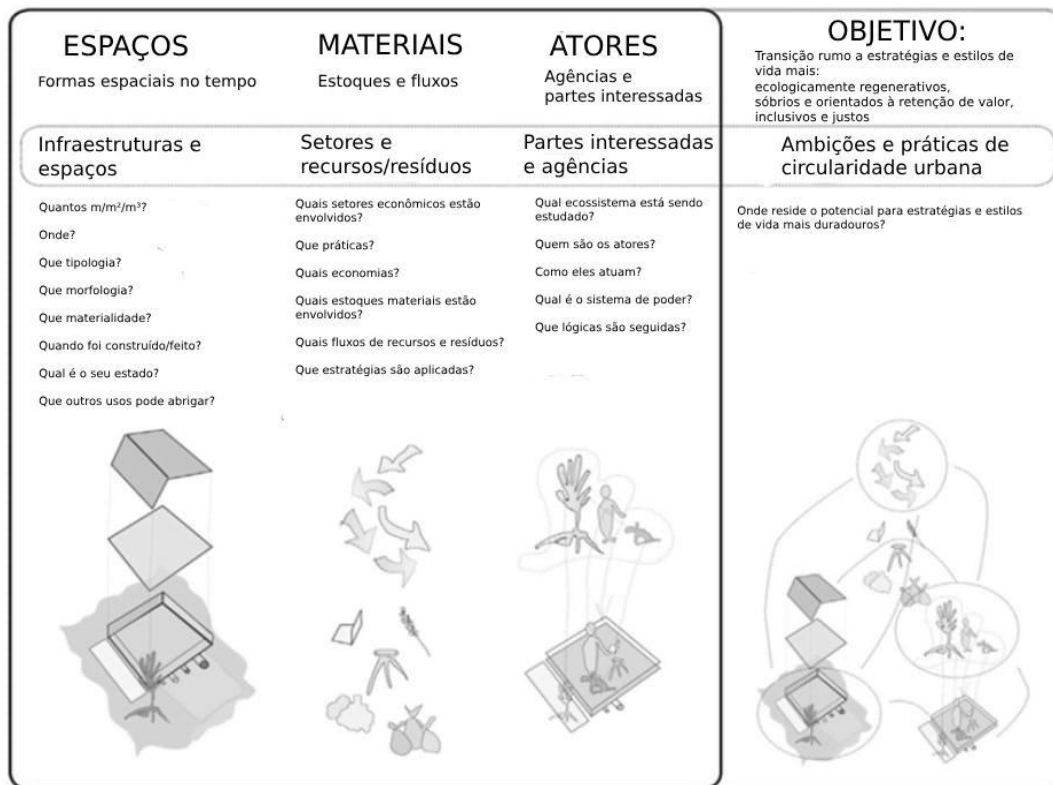 ESPAÇOS
Formas espaciais no tempo
Infraestruturas e
espaços
Quantos m/m²/m³?
Onde?
Que tipologia?
Que morfologia?
Que materialidade?
Quando foi construído/feito?
Qual é o seu estado?
Que outros usos pode abrigar?
MATERIAIS
Estoques e fluxos
Setores e
recursos/resíduos
Quais setores econômicos estão
envolvidos?
Que práticas?
Quais economias?
Quais estoques materiais estão
envolvidos?
Quais fluxos de recursos e resíduos?
Que estratégias são aplicadas?
ATORES
Agências e
partes interessadas
Partes interessadas
e agências
Qual ecossistema está sendo
estudado?
Quem são os atores?
Como eles atuam?
Qual é o sistema de poder?
Que lógicas são seguidas?
OBJETIVO:
Transição rumo a estratégias e estilos de
vida mais:
ecologicamente regenerativos,
sóbrios e orientados à retenção de valor,
inclusivos e justos
Ambições e práticas de
circularidade urbana
Onde reside o potencial para estratégias e estilos
de vida mais duradouros?